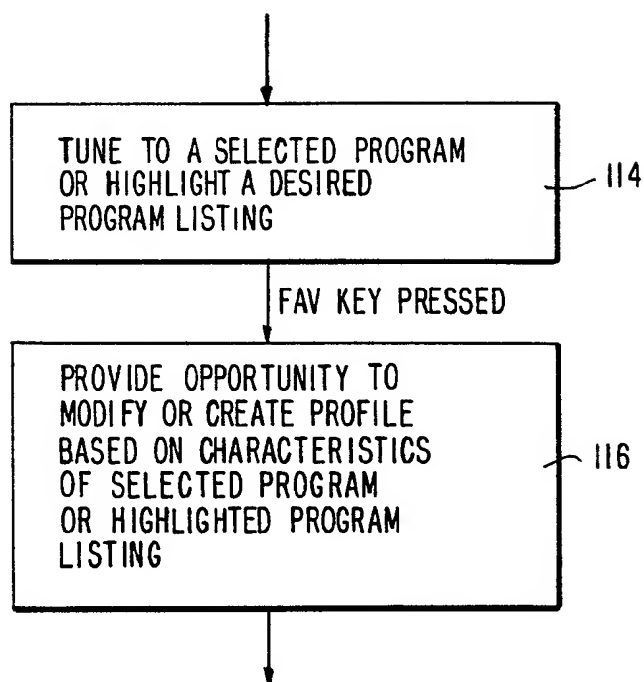 TUNE TO A SELECTED PROGRAM
OR HIGHLIGHT A DESIRED
PROGRAM LISTING
114
FAV KEY PRESSED
PROVIDE OPPORTUNITY TO
MODIFY OR CREATE PROFILE
BASED ON CHARACTERISTICS
OF SELECTED PROGRAM
OR HIGHLIGHTED PROGRAM
LISTING
116